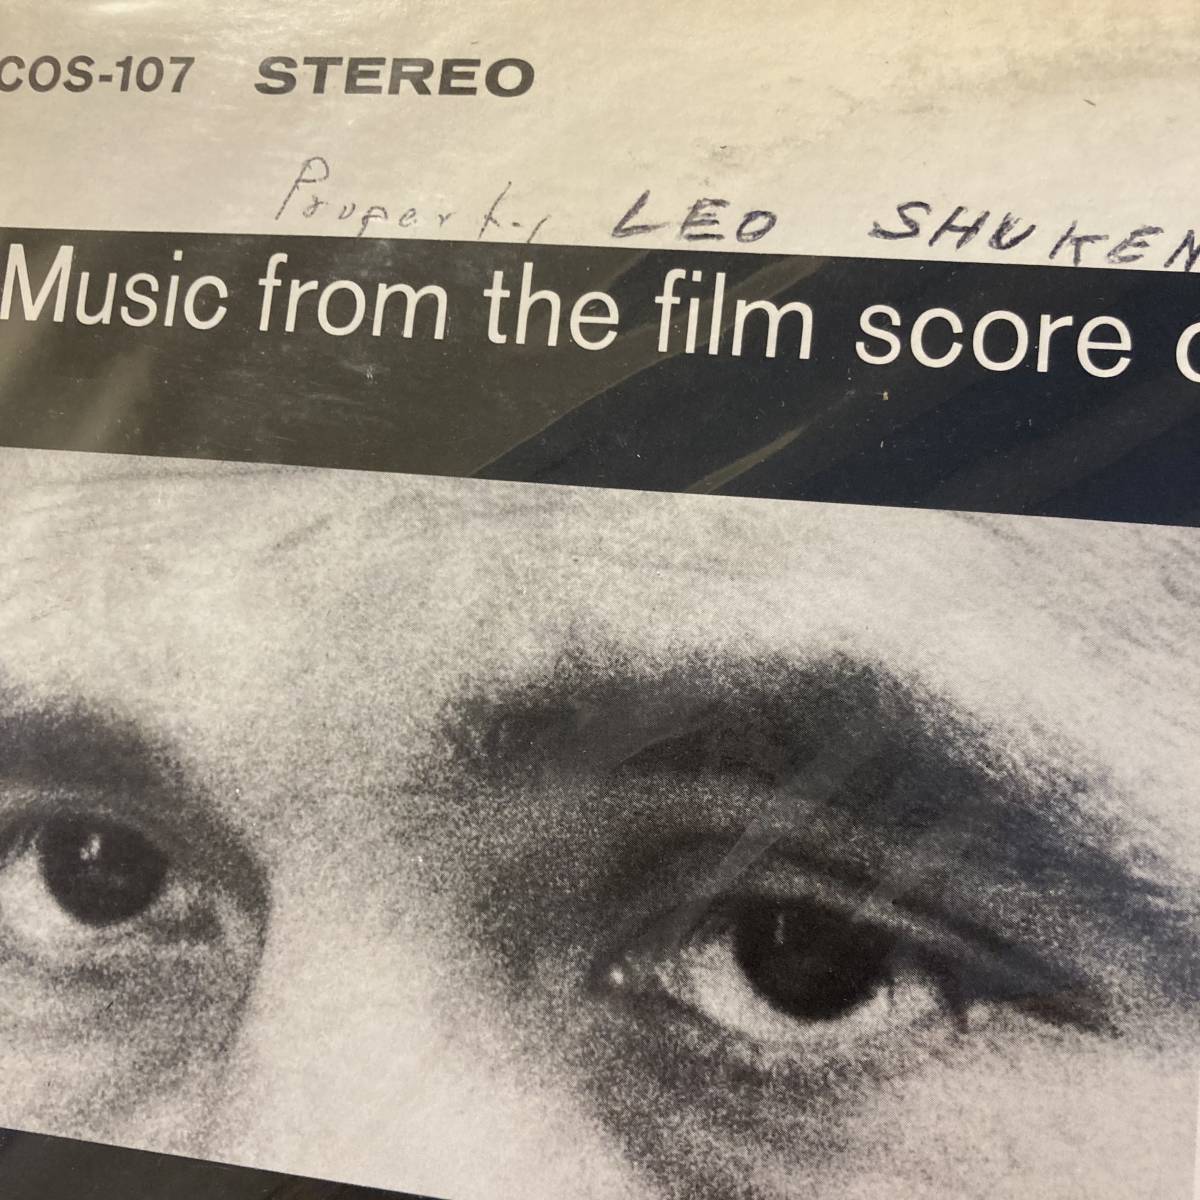 COS-107 STEREO
Property LEO SHUKEN
Music from the film score